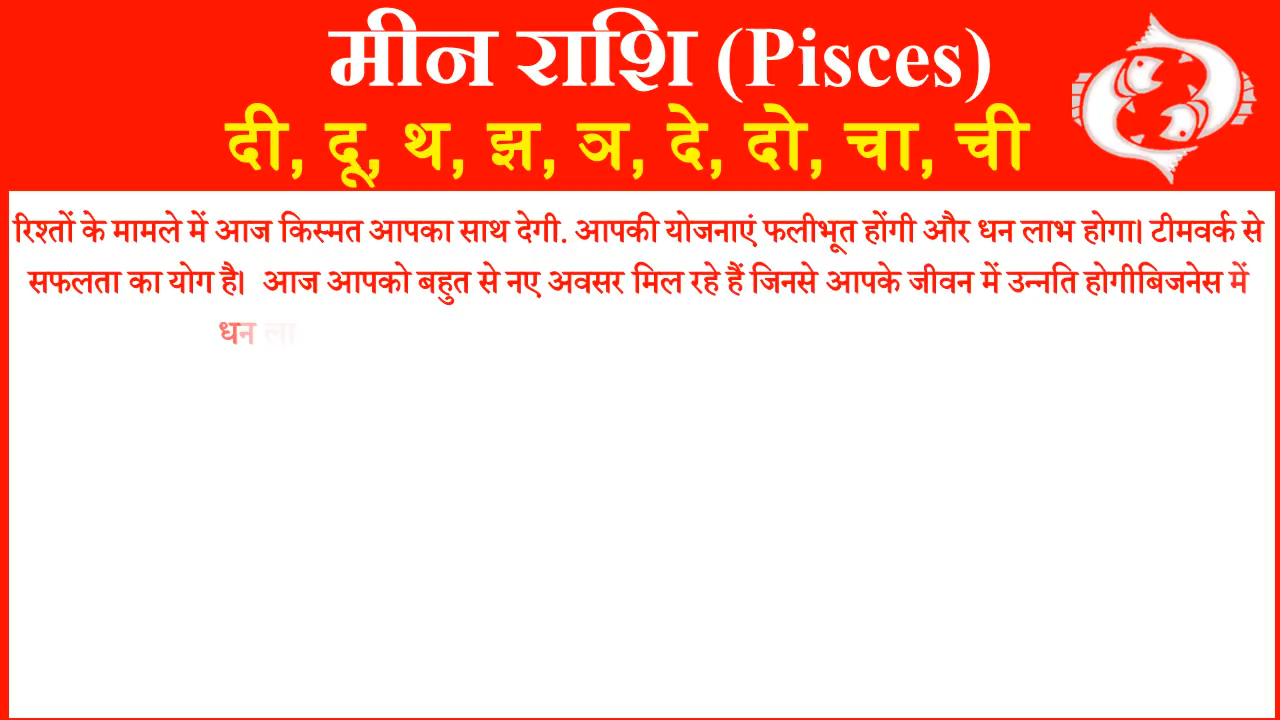 मीन राशि (Pisces)
दी, दू, थ, झ, ञ, दे, दो, चा, ची
रिश्तों के मामले में आज किस्मत आपका साथ देगी. आपकी योजनाएं फलीभूत होंगी और धन लाभ होगा। टीमवर्क से
सफलता का योग है।  आज आपको बहुत से नए अवसर मिल रहे हैं जिनसे आपके जीवन में उन्नति होगीबिजनेस में
धन ला